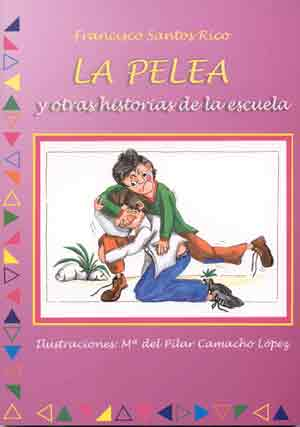 Francisco Santos Rico
LA PELEA
y otras historias de la escuela
Ilustraciones: Mª del Pilar Camacho López